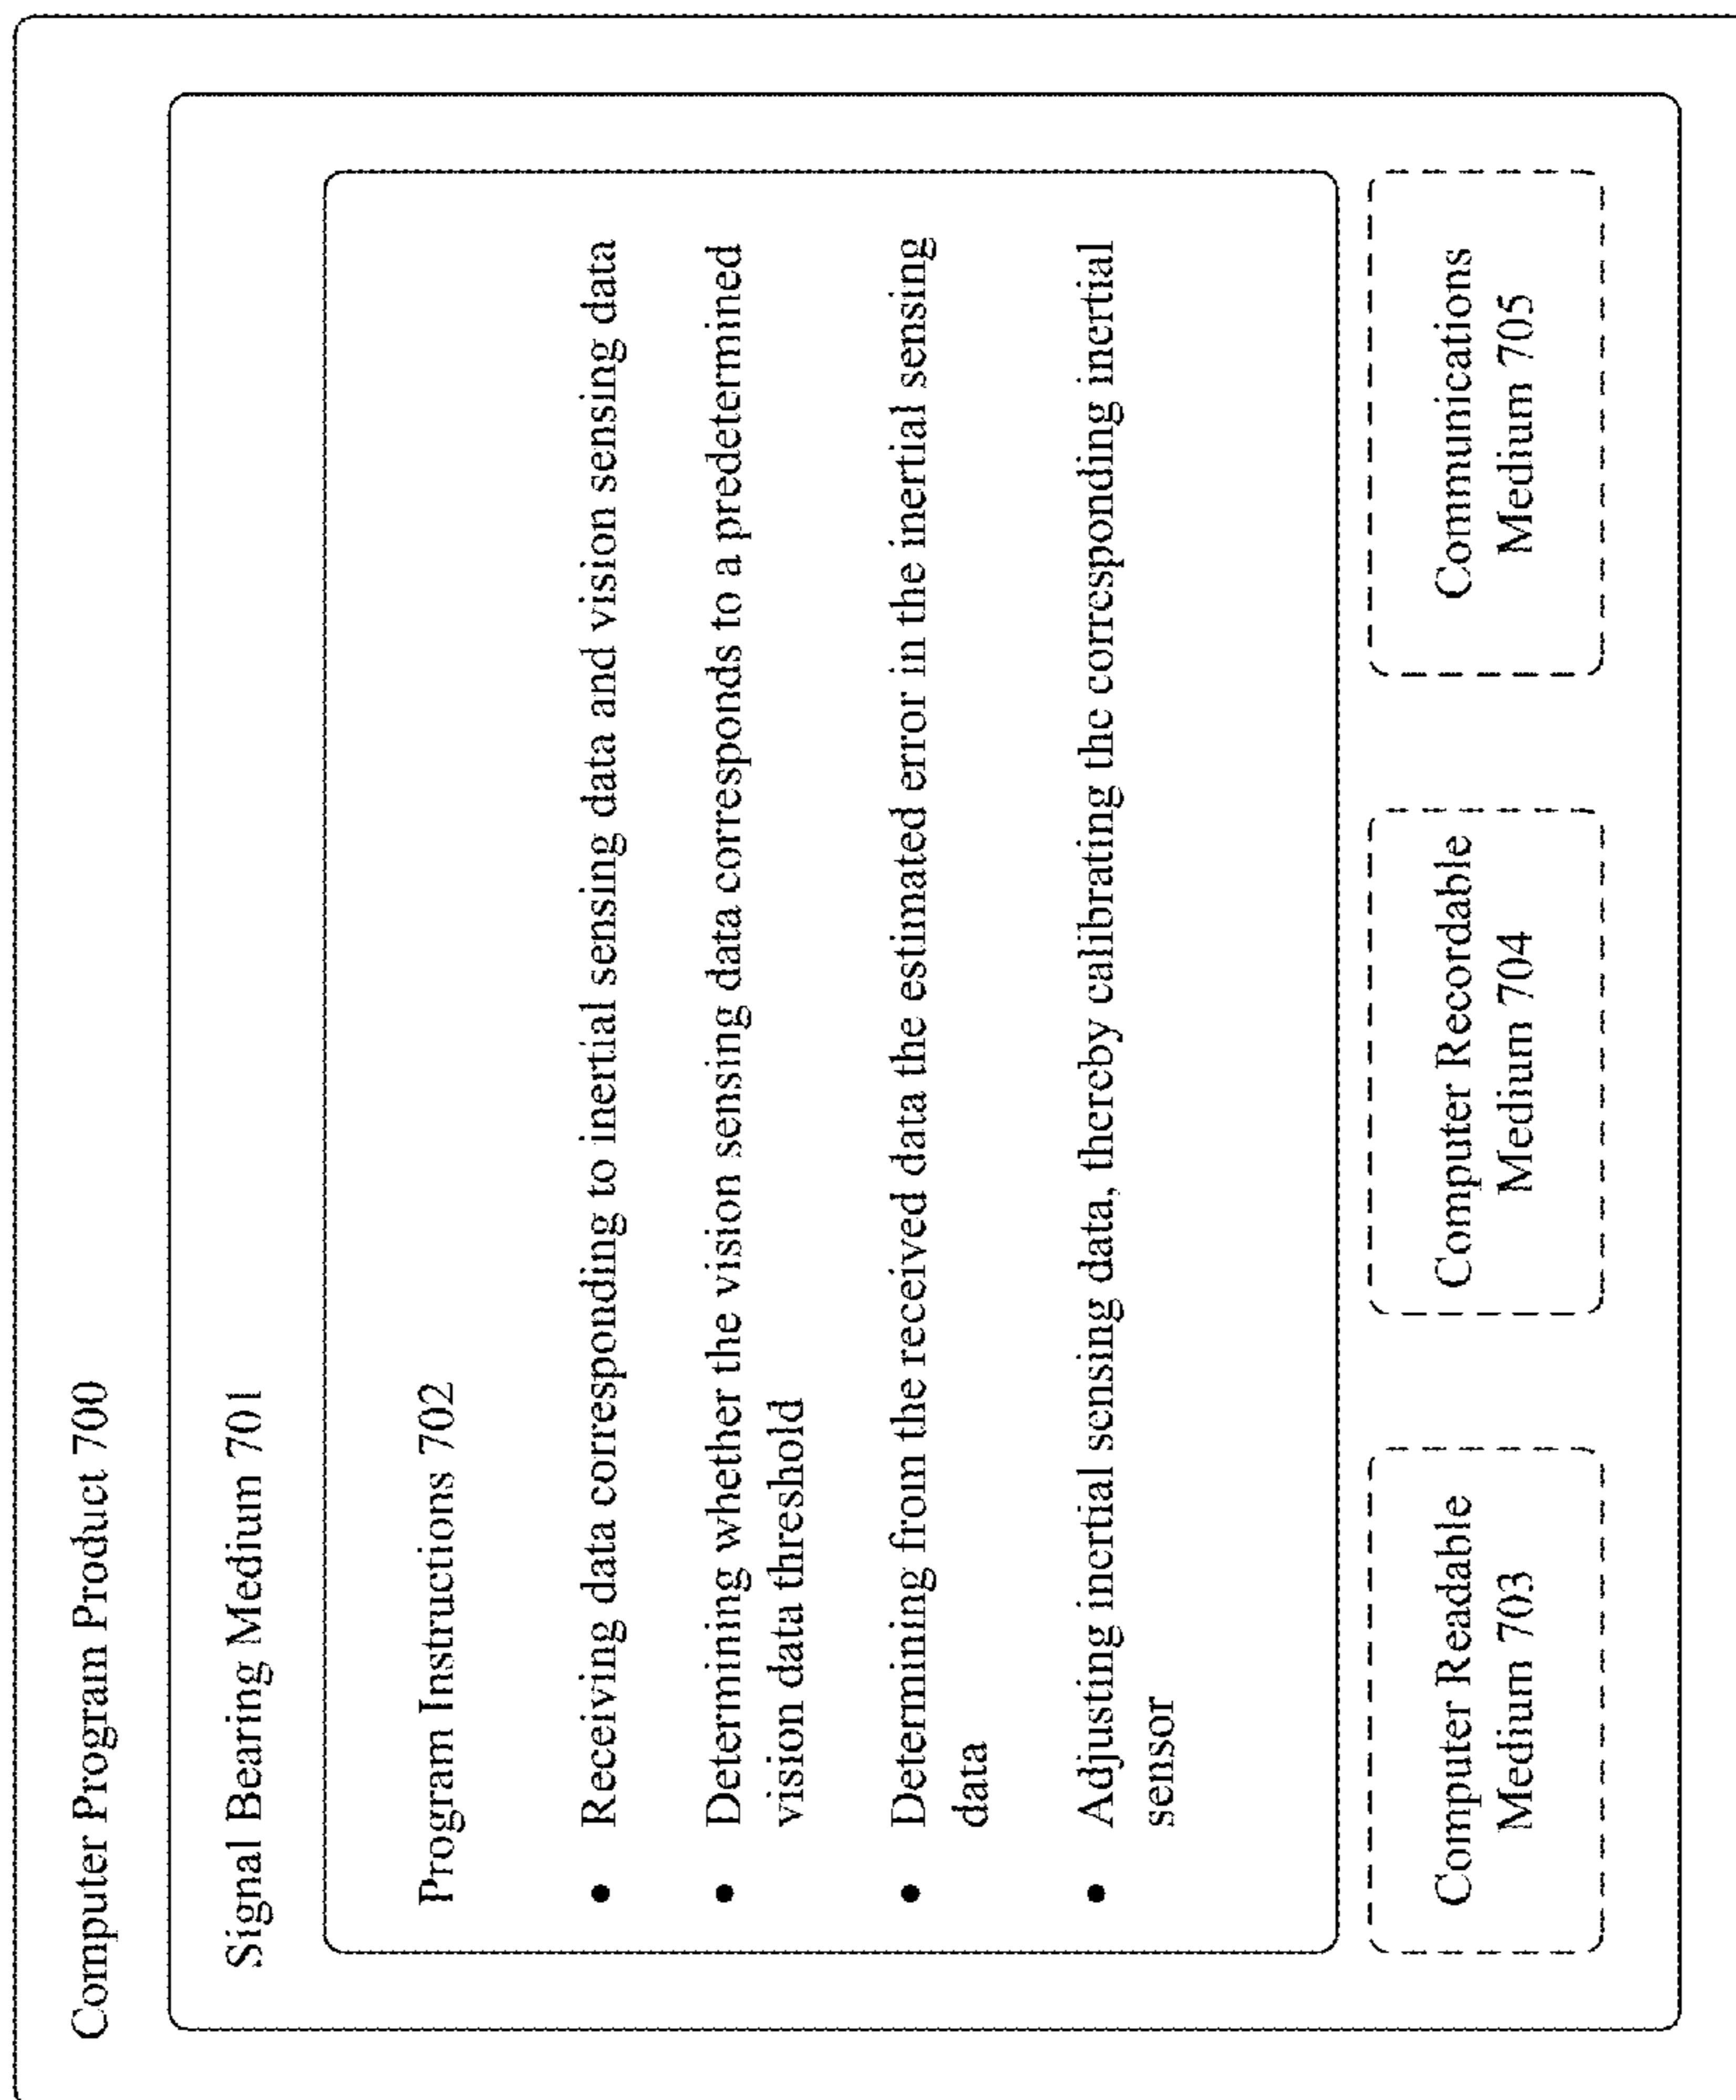 Computer Program Product 700
Signal Bearing Medium 701
Program Instructions 702
• Receiving data corresponding to inertial sensing data and vision sensing data
• Determining whether the vision sensing data corresponds to a predetermined
vision data threshold
• Determining from the received data the estimated error in the inertial sensing
data
• Adjusting inertial sensing data, thereby calibrating the corresponding inertial
sensor
Computer Readable
Medium 703
Computer Recordable
Medium 704
Communications
Medium 705